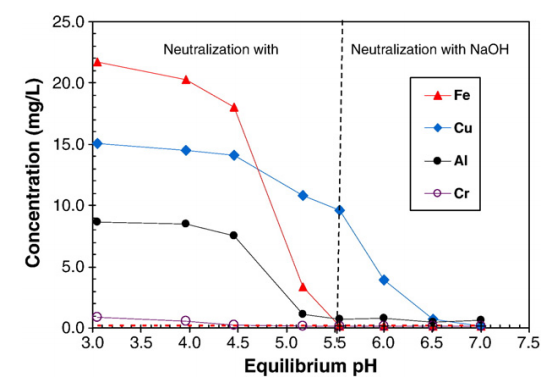 25.0
Neutralization with
Neutralization with NaOH
20.0
15.0
10.0
5.0
0.0
Concentration (mg/L)
Fe
Cu
Al
Cr
3.0 3.5 4.0 4.5 5.0 5.5 6.0 6.5 7.0 7.5
Equilibrium pH